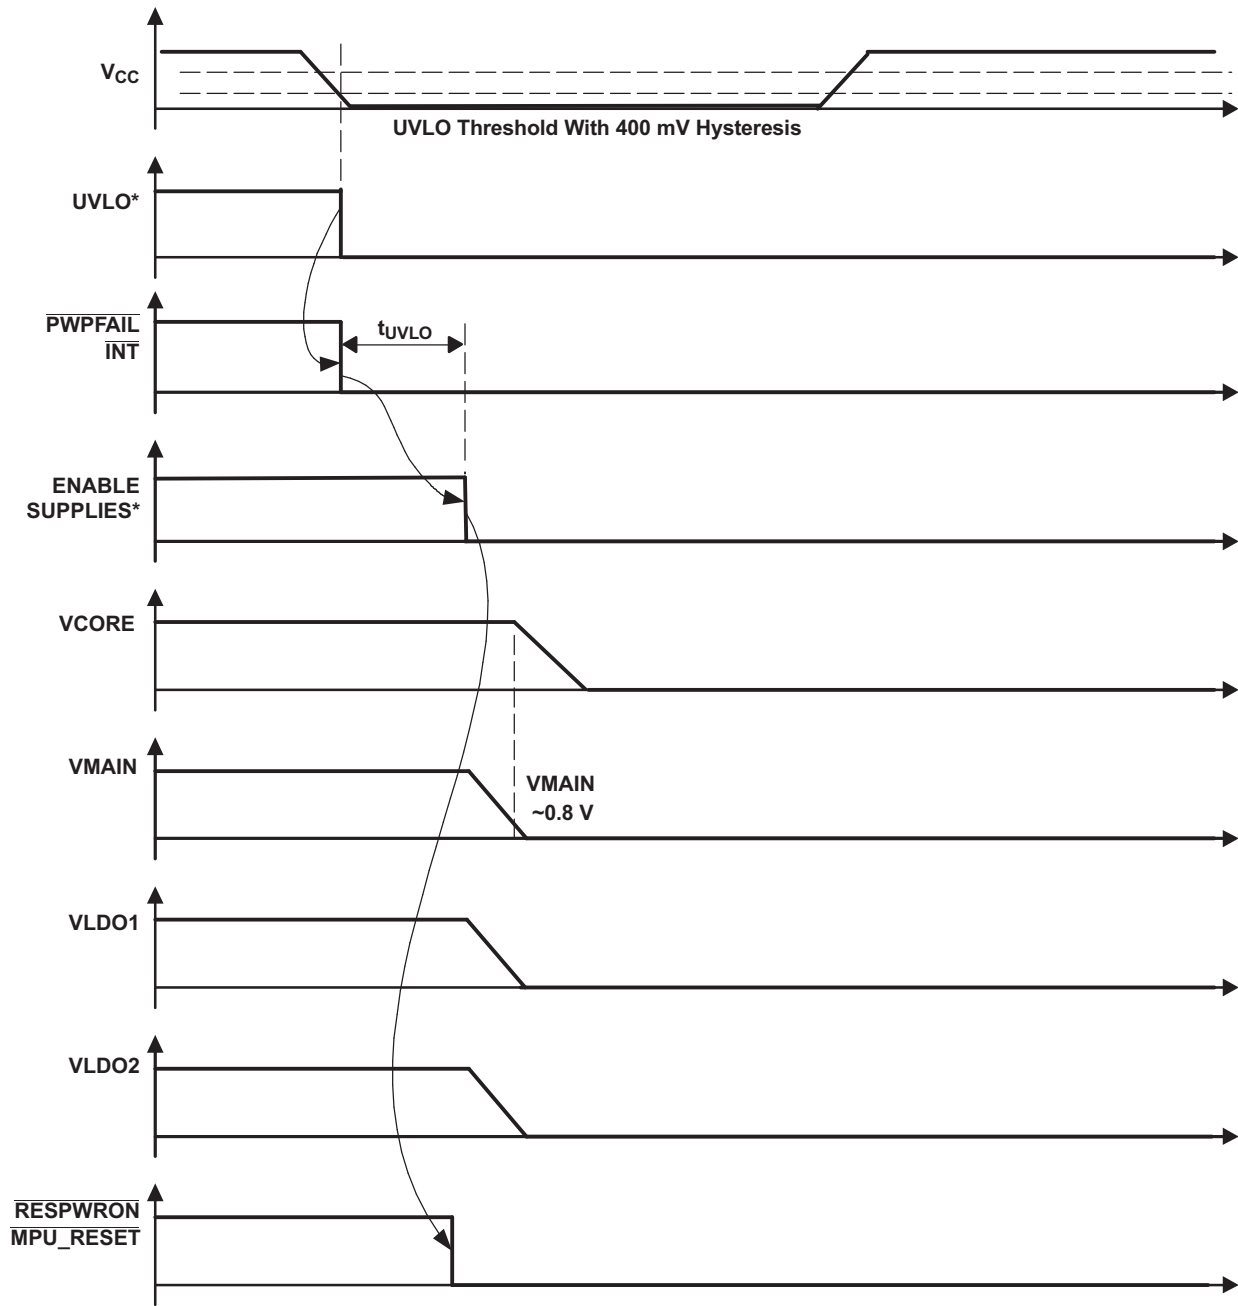 VCC
UVLO Threshold With 400 mV Hysteresis
UVLO*
PWPFAIL
INT
tUVLO
ENABLE
SUPPLIES*
VCORE
VMAIN
VMAIN
~0.8 V
VLDO1
VLDO2
RESPWRON
MPU_RESET